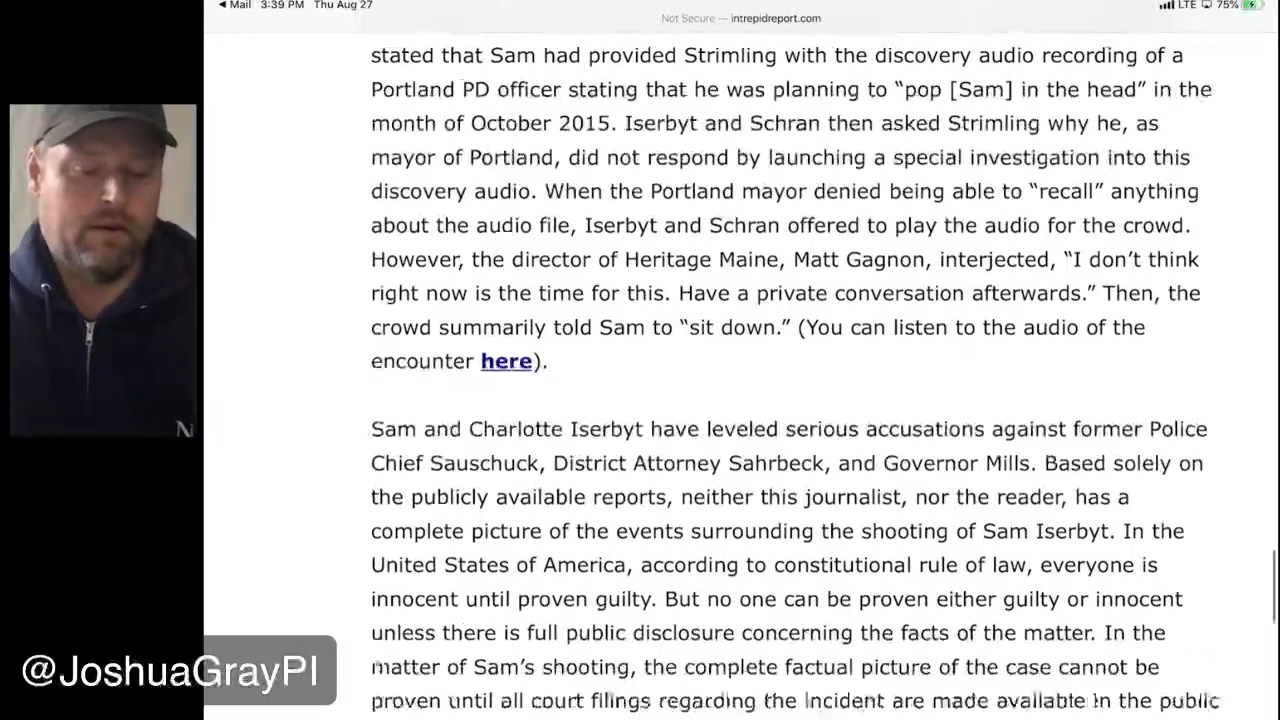 Mail 3:39 PM Thu Aug 27
LTE 75%
Not Secure — intrepidreport.com
stated that Sam had provided Strimling with the discovery audio recording of a
Portland PD officer stating that he was planning to “pop [Sam] in the head” in the
month of October 2015. Iserbyt and Schran then asked Strimling why he, as
mayor of Portland, did not respond by launching a special investigation into this
discovery audio. When the Portland mayor denied being able to “recall” anything
about the audio file, Iserbyt and Schran offered to play the audio for the crowd.
However, the director of Heritage Maine, Matt Gagnon, interjected, “I don’t think
right now is the time for this. Have a private conversation afterwards.” Then, the
crowd summarily told Sam to “sit down.” (You can listen to the audio of the
encounter here).
Sam and Charlotte Iserbyt have leveled serious accusations against former Police
Chief Sauschuck, District Attorney Sahrbeck, and Governor Mills. Based solely on
the publicly available reports, neither this journalist, nor the reader, has a
complete picture of the events surrounding the shooting of Sam Iserbyt. In the
United States of America, according to constitutional rule of law, everyone is
innocent until proven guilty. But no one can be proven either guilty or innocent
unless there is full public disclosure concerning the facts of the matter. In the
matter of Sam’s shooting, the complete factual picture of the case cannot be
proven until all court filings regarding the incident are made available in the public
@JoshuaGrayPI